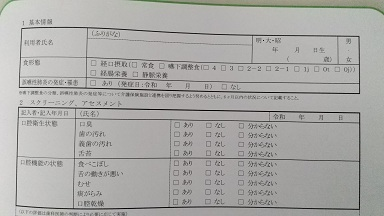 1 基本情報
(ふりがな)
利用者氏名
明・大・昭
年 月 日生
( 歳)
男
女
食形態
□ 経口摂取(□ 常食 □ 嚥下調整食(□ 4 □ 3 □ 2-2 □ 2-1 □ 1j □ 0t □ 0j))
□ 経腸栄養 □ 静脈栄養
誤嚥性肺炎の発症・罹患
□ あり(発症日:令和 年 月 日) □ なし
2 スクリーニング、アセスメント
記入者・記入年月日
(氏名)
令和 年 月 日
口腔衛生状態
口臭
□ あり □ なし □ 分からない
歯の汚れ
□ あり □ なし □ 分からない
義歯の汚れ
□ あり □ なし □ 分からない
舌苔
□ あり □ なし □ 分からない
口腔機能の状態
食べこぼし
□ あり □ なし □ 分からない
舌の動きが悪い
□ あり □ なし □ 分からない
むせ
□ あり □ なし □ 分からない
痰がらみ
□ あり □ なし □ 分からない
口腔乾燥
□ あり □ なし □ 分からない